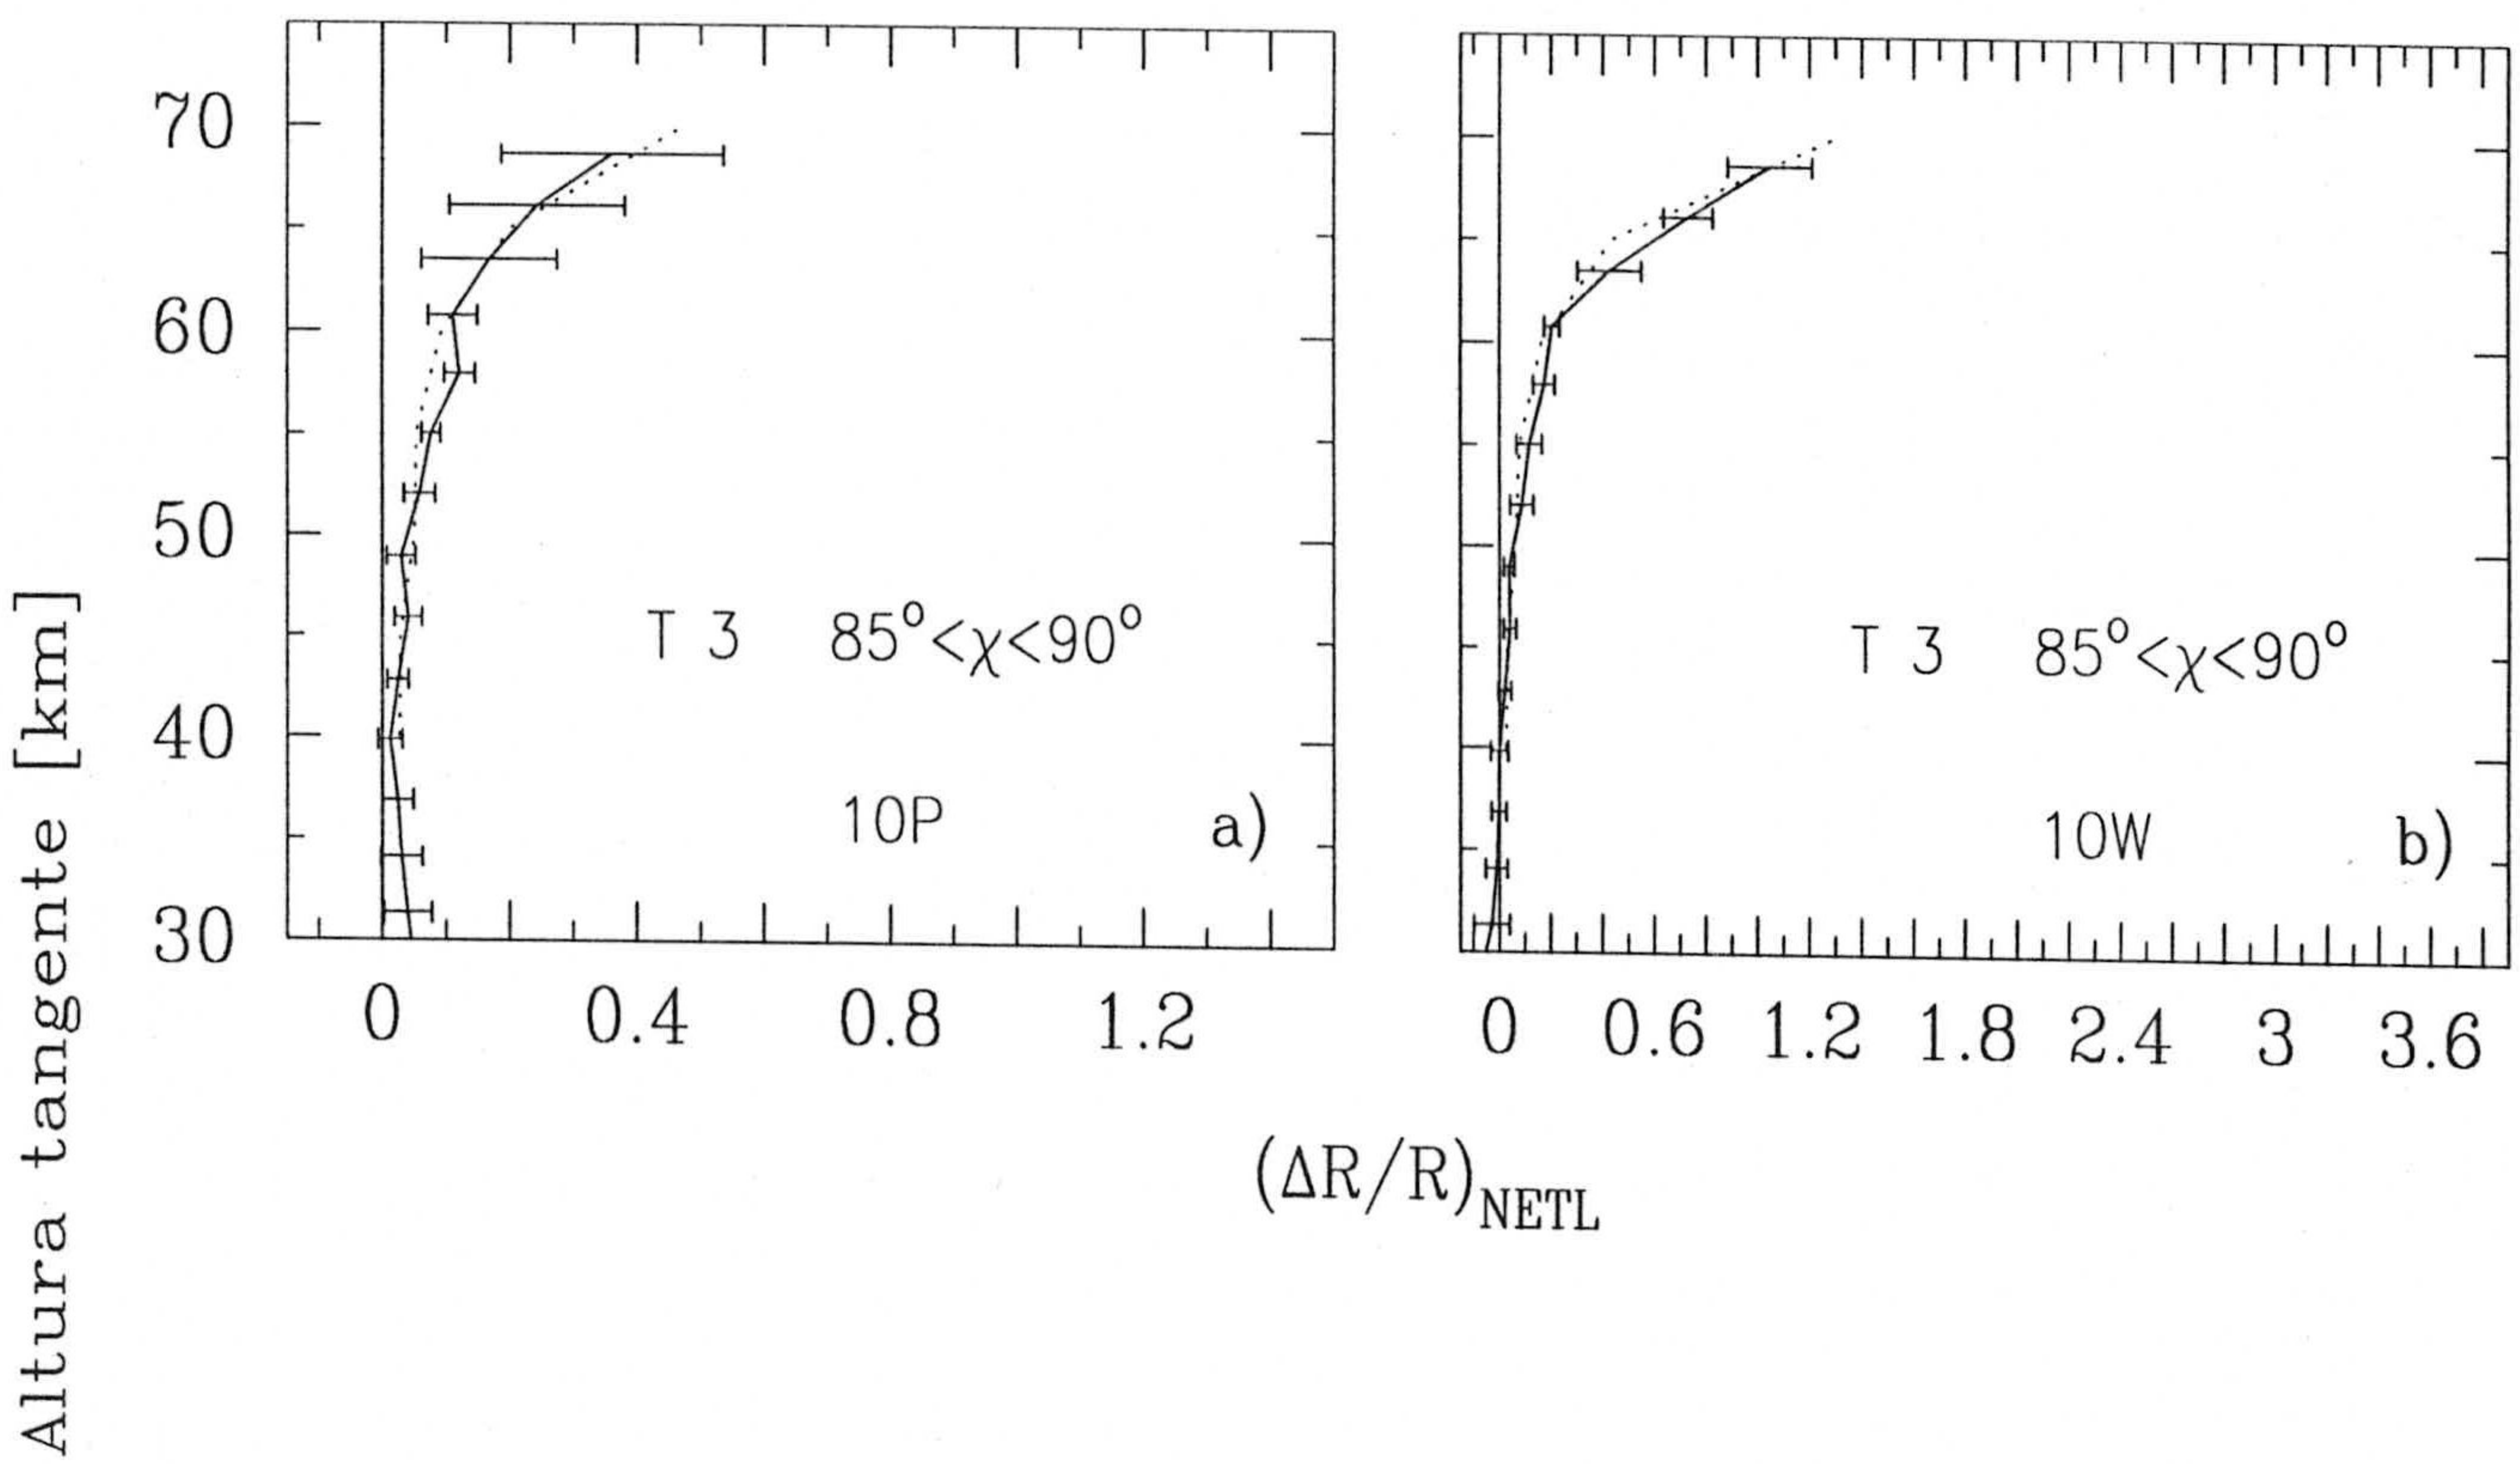 Altura tangente [km]
70
60
50
40
30
T 3 85°<χ<90°
10P
a)
0 0.4 0.8 1.2
T 3 85°<χ<90°
10W
b)
0 0.6 1.2 1.8 2.4 3 3.6
(ΔR/R)NETL